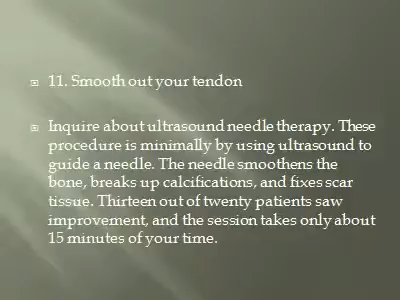 11. Smooth out your tendon
Inquire about ultrasound needle therapy. These
procedure is minimally by using ultrasound to
guide a needle. The needle smoothens the
bone, breaks up calcifications, and fixes scar
tissue. Thirteen out of twenty patients saw
improvement, and the session takes only about
15 minutes of your time.